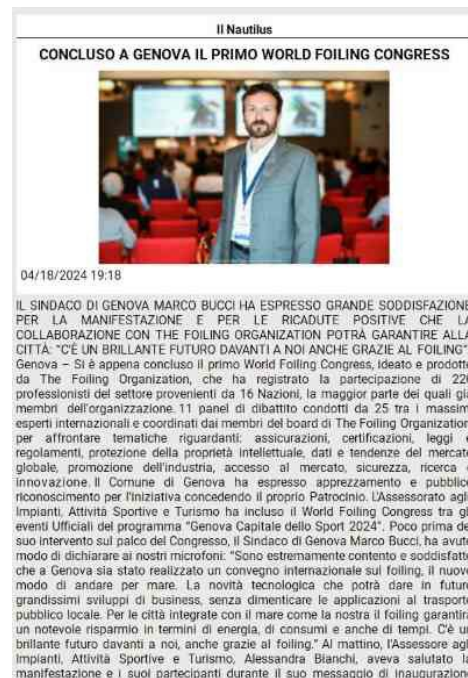 Il Nautilus
CONCLUSO A GENOVA IL PRIMO WORLD FOILING CONGRESS
04/18/2024 19:18
IL SINDACO DI GENOVA MARCO BUCCI HA ESPRESSO GRANDE SODDISFAZIONE
PER LA MANIFESTAZIONE E PER LE RICADUTE POSITIVE CHE LA
COLLABORAZIONE CON THE FOILING ORGANIZATION POTRÀ GARANTIRE ALLA
CITTÀ: "C'È UN BRILLANTE FUTURO DAVANTI A NOI ANCHE GRAZIE AL FOILING"
Genova – Si è appena concluso il primo World Foiling Congress, ideato e prodotto
da The Foiling Organization, che ha registrato la partecipazione di 220
professionisti del settore provenienti da 16 Nazioni, la maggior parte dei quali già
membri dell'organizzazione. 11 panel di dibattito condotti da 25 tra i massimi
esperti internazionali e coordinati dai membri del board di The Foiling Organization
per affrontare tematiche riguardanti: assicurazioni, certificazioni, leggi e
regolamenti, protezione della proprietà intellettuale, dati e tendenze del mercato
globale, promozione dell'industria, accesso al mercato, sicurezza, ricerca e
innovazione. Il Comune di Genova ha espresso apprezzamento e pubblico
riconoscimento per l'iniziativa concedendo il proprio Patrocinio. L'Assessorato agli
Impianti, Attività Sportive e Turismo ha incluso il World Foiling Congress tra gli
eventi Ufficiali del programma "Genova Capitale dello Sport 2024". Poco prima del
suo intervento sul palco del Congresso, il Sindaco di Genova Marco Bucci, ha avuto
modo di dichiarare ai nostri microfoni: "Sono estremamente contento e soddisfatto
che a Genova sia stato realizzato un convegno internazionale sul foiling, il nuovo
modo di andare per mare. La novità tecnologica che potrà dare in futuro
grandissimi sviluppi di business, senza dimenticare le applicazioni al trasporto
pubblico locale. Per le città integrate con il mare come la nostra il foiling garantirà
un notevole risparmio in termini di energia, di consumi e anche di tempi. C'è un
brillante futuro davanti a noi, anche grazie al foiling." Al mattino, l'Assessore agli
Impianti, Attività Sportive e Turismo, Alessandra Bianchi, aveva salutato la
manifestazione e i suoi partecipanti durante il suo messaggio di inaugurazione